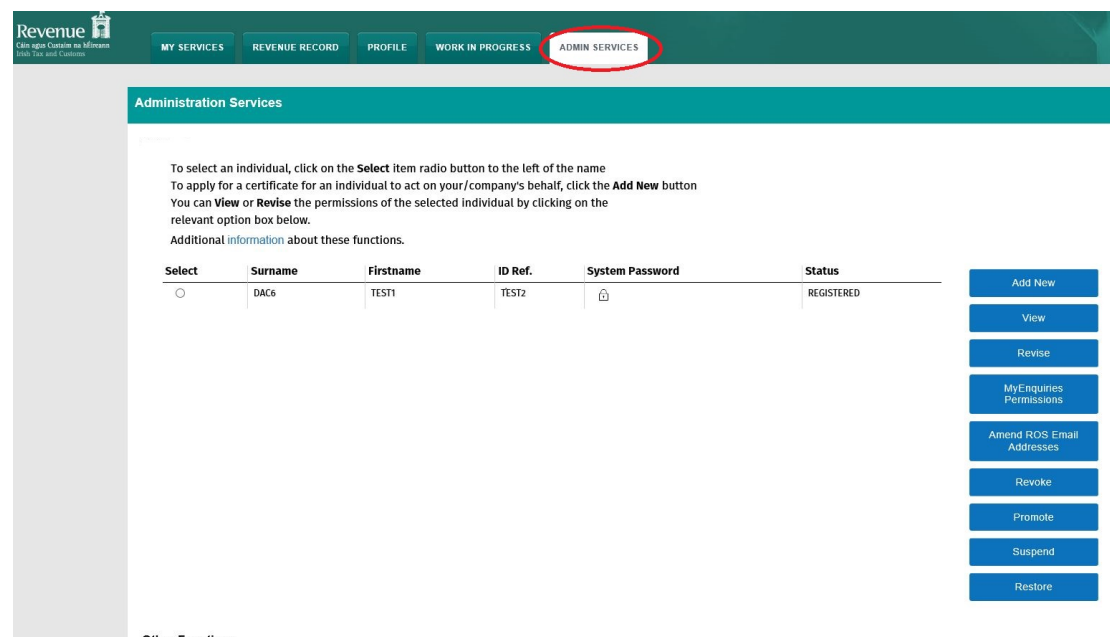 Revenue
Cáin agus Custaim na hÉireann
Irish Tax and Customs
MY SERVICES
REVENUE RECORD
PROFILE
WORK IN PROGRESS
ADMIN SERVICES
Administration Services
To select an individual, click on the Select item radio button to the left of the name
To apply for a certificate for an individual to act on your/company's behalf, click the Add New button
You can View or Revise the permissions of the selected individual by clicking on the
relevant option box below.
Additional information about these functions.
Select Surname Firstname ID Ref. System Password Status
DAC6 TEST1 TEST2 REGISTERED
Add New
View
Revise
MyEnquiries
Permissions
Amend ROS Email
Addresses
Revoke
Promote
Suspend
Restore